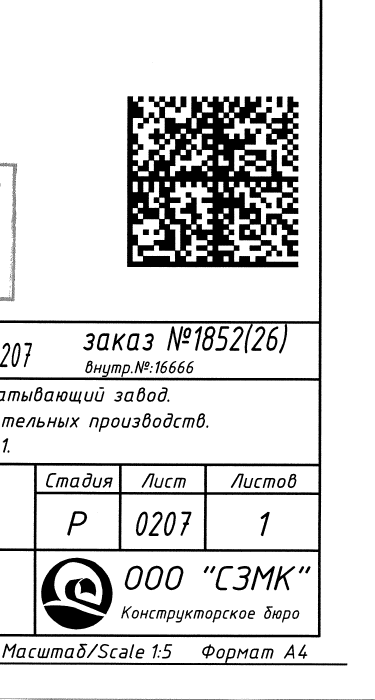 207 заказ №1852(26)
внутр.№:16666
атывающий завод.
тельных производств.
1.
Стадия Лист Листов
Р 0207 1
ООО "СЗМК"
Конструкторское бюро
Масштаб/Scale 1:5 Формат А4